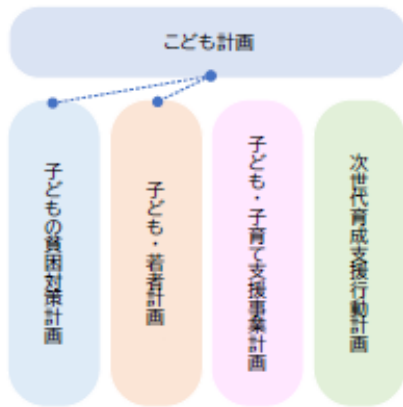 こども計画
子どもの貧困対策計画
子ども・若者計画
子ども・子育て支援事業計画
次世代育成支援行動計画